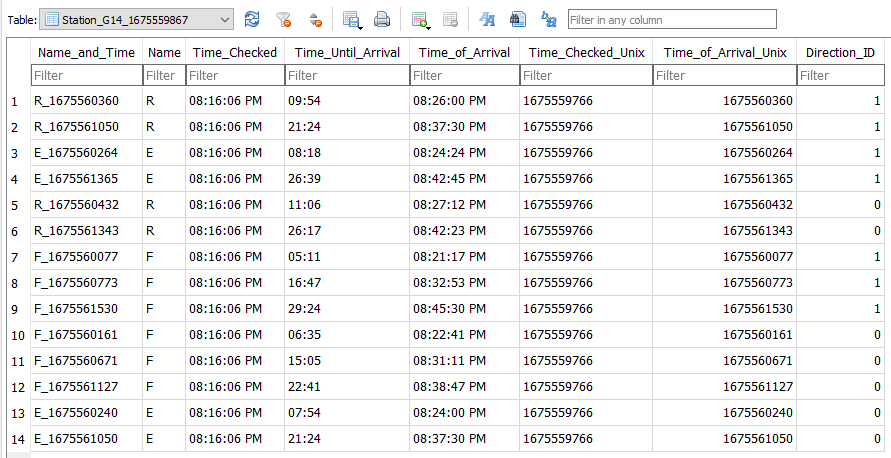 Table: Station_G14_1675559867 Filter in any column
Name_and_Time Name Time_Checked Time_Until_Arrival Time_of_Arrival Time_Checked_Unix Time_of_Arrival_Unix Direction_ID
Filter Filter Filter Filter Filter Filter Filter Filter
1 R_1675560360 R 08:16:06 PM 09:54 08:26:00 PM 1675559766 1675560360 1
2 R_1675561050 R 08:16:06 PM 21:24 08:37:30 PM 1675559766 1675561050 1
3 E_1675560264 E 08:16:06 PM 08:18 08:24:24 PM 1675559766 1675560264 1
4 E_1675561365 E 08:16:06 PM 26:39 08:42:45 PM 1675559766 1675561365 1
5 R_1675560432 R 08:16:06 PM 11:06 08:27:12 PM 1675559766 1675560432 0
6 R_1675561343 R 08:16:06 PM 26:17 08:42:23 PM 1675559766 1675561343 0
7 F_1675560077 F 08:16:06 PM 05:11 08:21:17 PM 1675559766 1675560077 1
8 F_1675560773 F 08:16:06 PM 16:47 08:32:53 PM 1675559766 1675560773 1
9 F_1675561530 F 08:16:06 PM 29:24 08:45:30 PM 1675559766 1675561530 1
10 F_1675560161 F 08:16:06 PM 06:35 08:22:41 PM 1675559766 1675560161 0
11 F_1675560671 F 08:16:06 PM 15:05 08:31:11 PM 1675559766 1675560671 0
12 F_1675561127 F 08:16:06 PM 22:41 08:38:47 PM 1675559766 1675561127 0
13 E_1675560240 E 08:16:06 PM 07:54 08:24:00 PM 1675559766 1675560240 0
14 E_1675561050 E 08:16:06 PM 21:24 08:37:30 PM 1675559766 1675561050 0